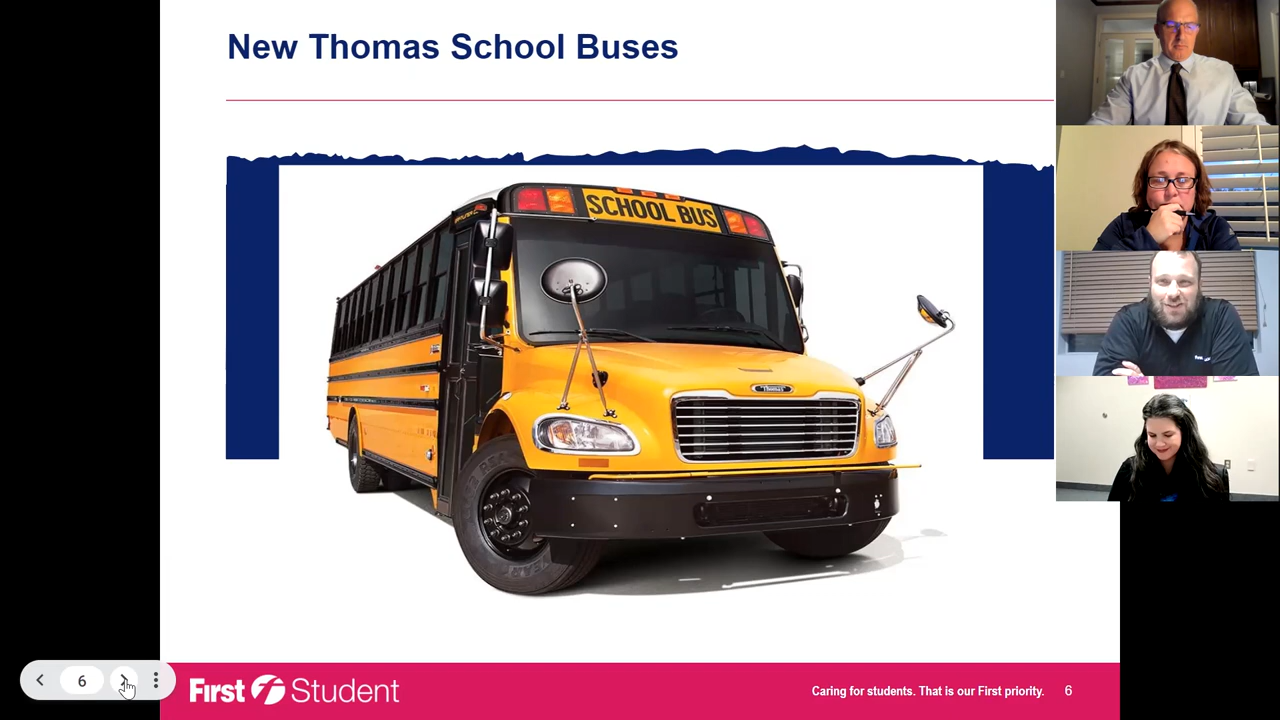 New Thomas School Buses
SCHOOL BUS
Thomas
6
First Student
Caring for students. That is our First priority.
6